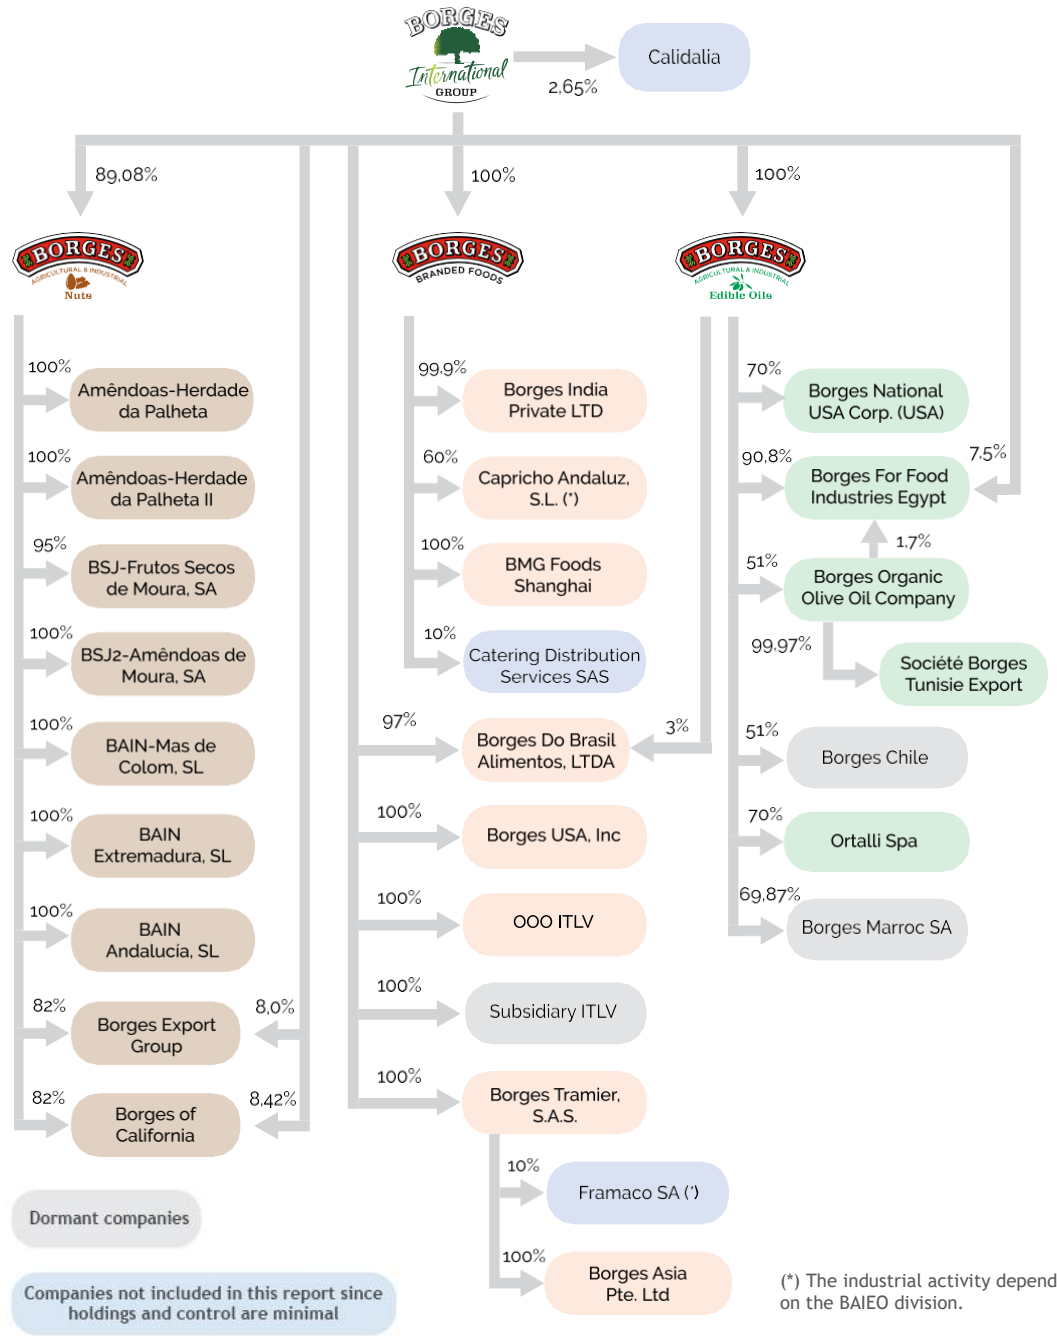 BORGES
International
GROUP
2,65%
Calidalia
89,08%
100%
100%
BORGES
AGRICULTURAL & INDUSTRIAL
Nuts
BORGES
BRANDED FOODS
BORGES
AGRICULTURAL & INDUSTRIAL
Edible Oils
100%
Amêndoas-Herdade
da Palheta
100%
Amêndoas-Herdade
da Palheta II
95%
BSJ-Frutos Secos
de Moura, SA
100%
BSJ2-Amêndoas de
Moura, SA
100%
BAIN-Mas de
Colom, SL
100%
BAIN
Extremadura, SL
100%
BAIN
Andalucía, SL
82%
Borges Export
Group
8,0%
82%
Borges of
California
8,42%
99,9%
Borges India
Private LTD
60%
Capricho Andaluz,
S.L. (*)
100%
BMG Foods
Shanghai
10%
Catering Distribution
Services SAS
97%
Borges Do Brasil
Alimentos, LTDA
3%
100%
Borges USA, Inc
100%
OOO ITLV
100%
Subsidiary ITLV
100%
Borges Tramier,
S.A.S.
10%
Framaco SA (*)
100%
Borges Asia
Pte. Ltd
70%
Borges National
USA Corp. (USA)
90,8%
Borges For Food
Industries Egypt
7,5%
1,7%
51%
Borges Organic
Olive Oil Company
99,97%
Société Borges
Tunisie Export
51%
Borges Chile
70%
Ortalli Spa
69,87%
Borges Marroc SA
Dormant companies
Companies not included in this report since
holdings and control are minimal
(*) The industrial activity depend
on the BAIEO division.